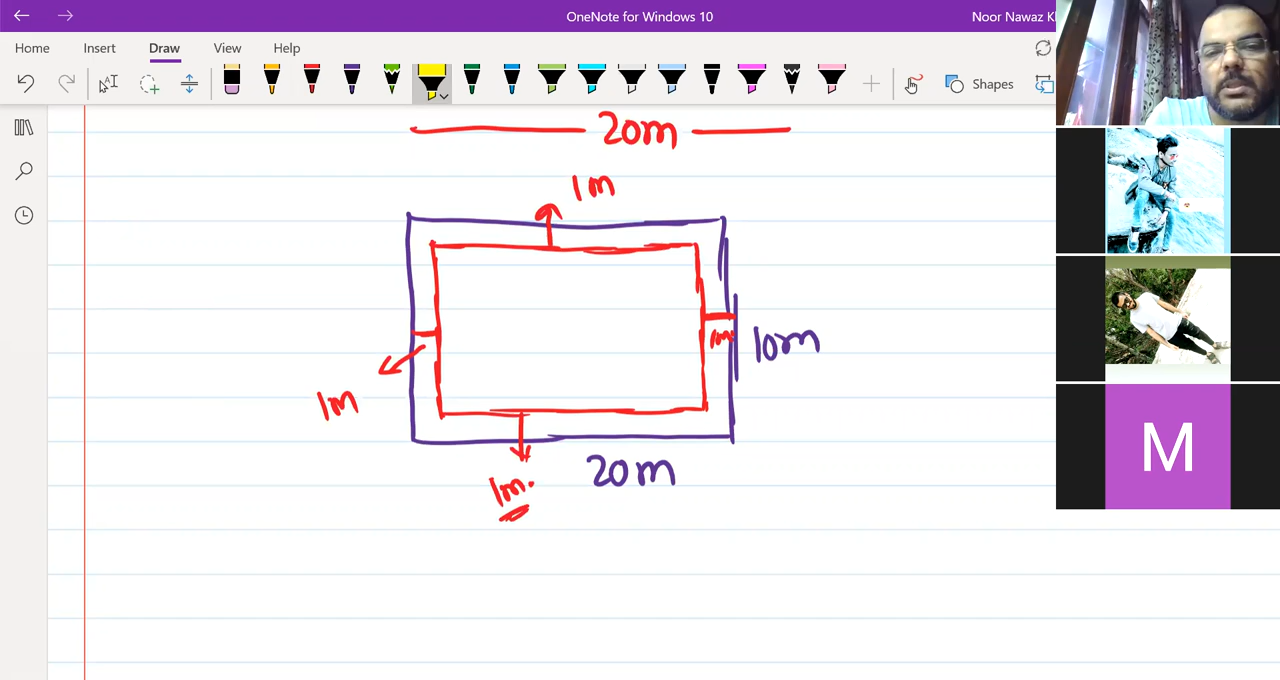 OneNote for Windows 10
Noor Nawaz Kh
Home Insert Draw View Help
Shapes
20m
1m
1m
10m
1m
20m
1m.
M